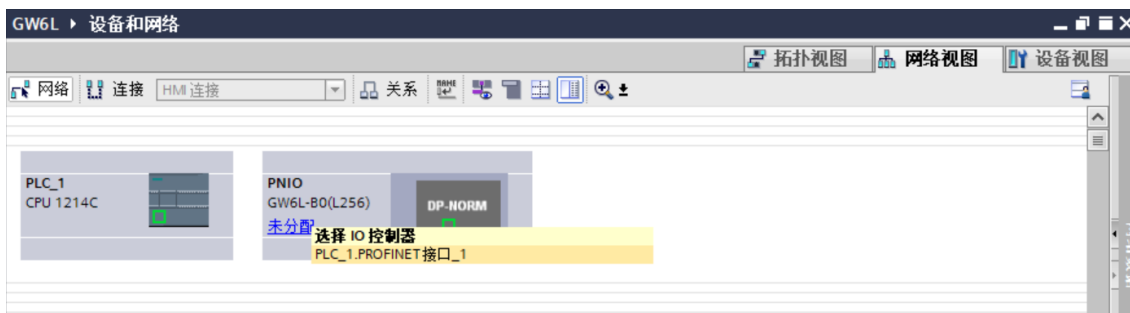 GW6L ▸ 设备和网络
拓扑视图 网络视图 设备视图
网络 连接 HMI 连接 关系
PLC_1
CPU 1214C
PNIO
GW6L-B0(L256)
DP-NORM
未分配
选择 IO 控制器
PLC_1.PROFINET接口_1